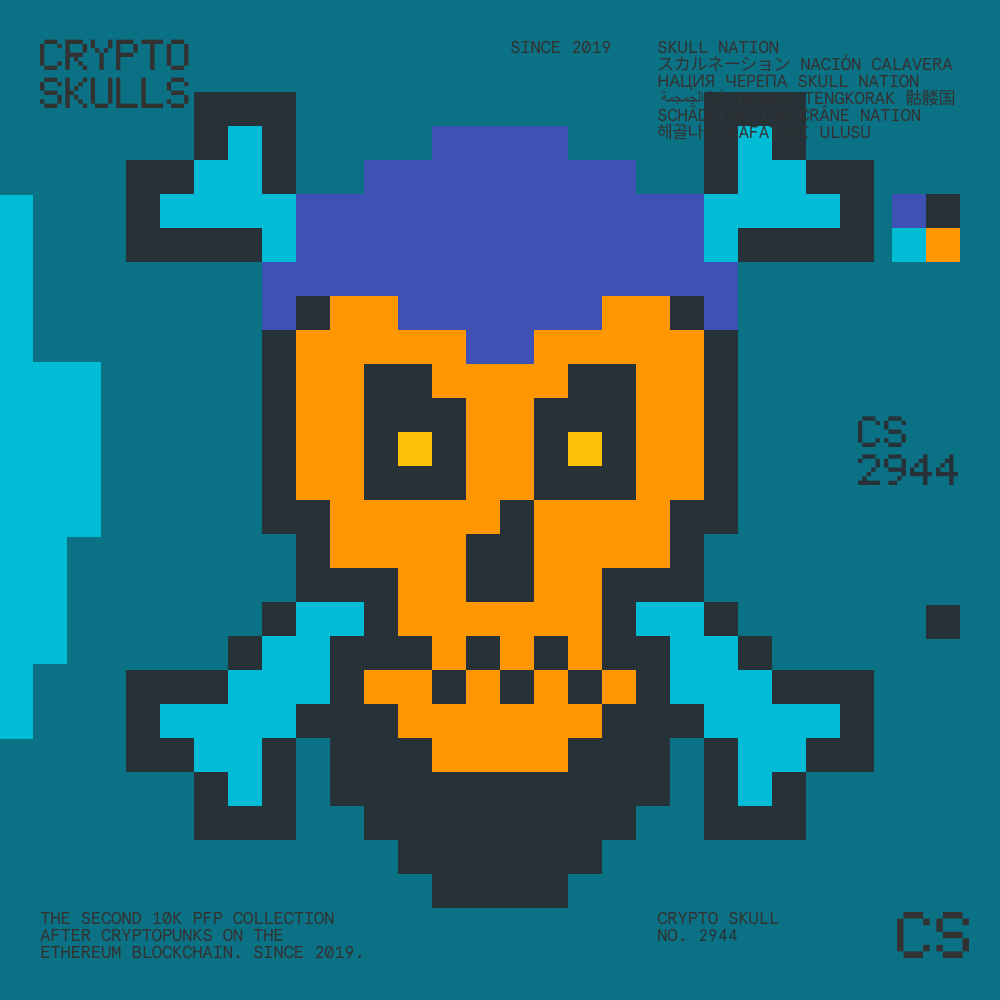 CRYPTO
SKULLS
SINCE 2019
SKULL NATION
スカルネーション NACIÓN CALAVERA
НАЦИЯ ЧЕРЕПА SKULL NATION
TENGKORAK 骷髅国
CRÂNE NATION
ULUSU
CS
2944
THE SECOND 10K PFP COLLECTION
AFTER CRYPTOPUNKS ON THE
ETHEREUM BLOCKCHAIN. SINCE 2019.
CRYPTO SKULL
NO. 2944
CS